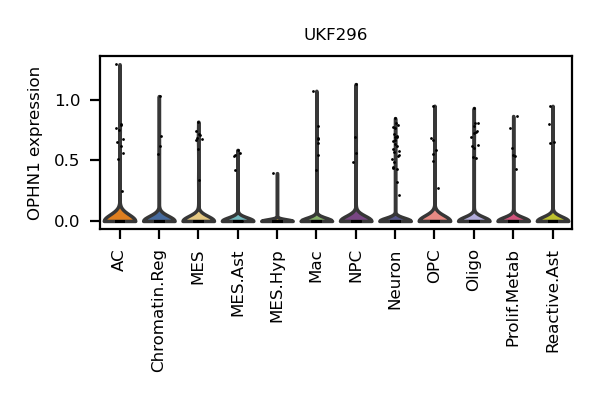 UKF296
OPHN1 expression
1.0
0.5
0.0
AC
Chromatin.Reg
MES
MES.Ast
MES.Hyp
Mac
NPC
Neuron
OPC
Oligo
Prolif.Metab
Reactive.Ast